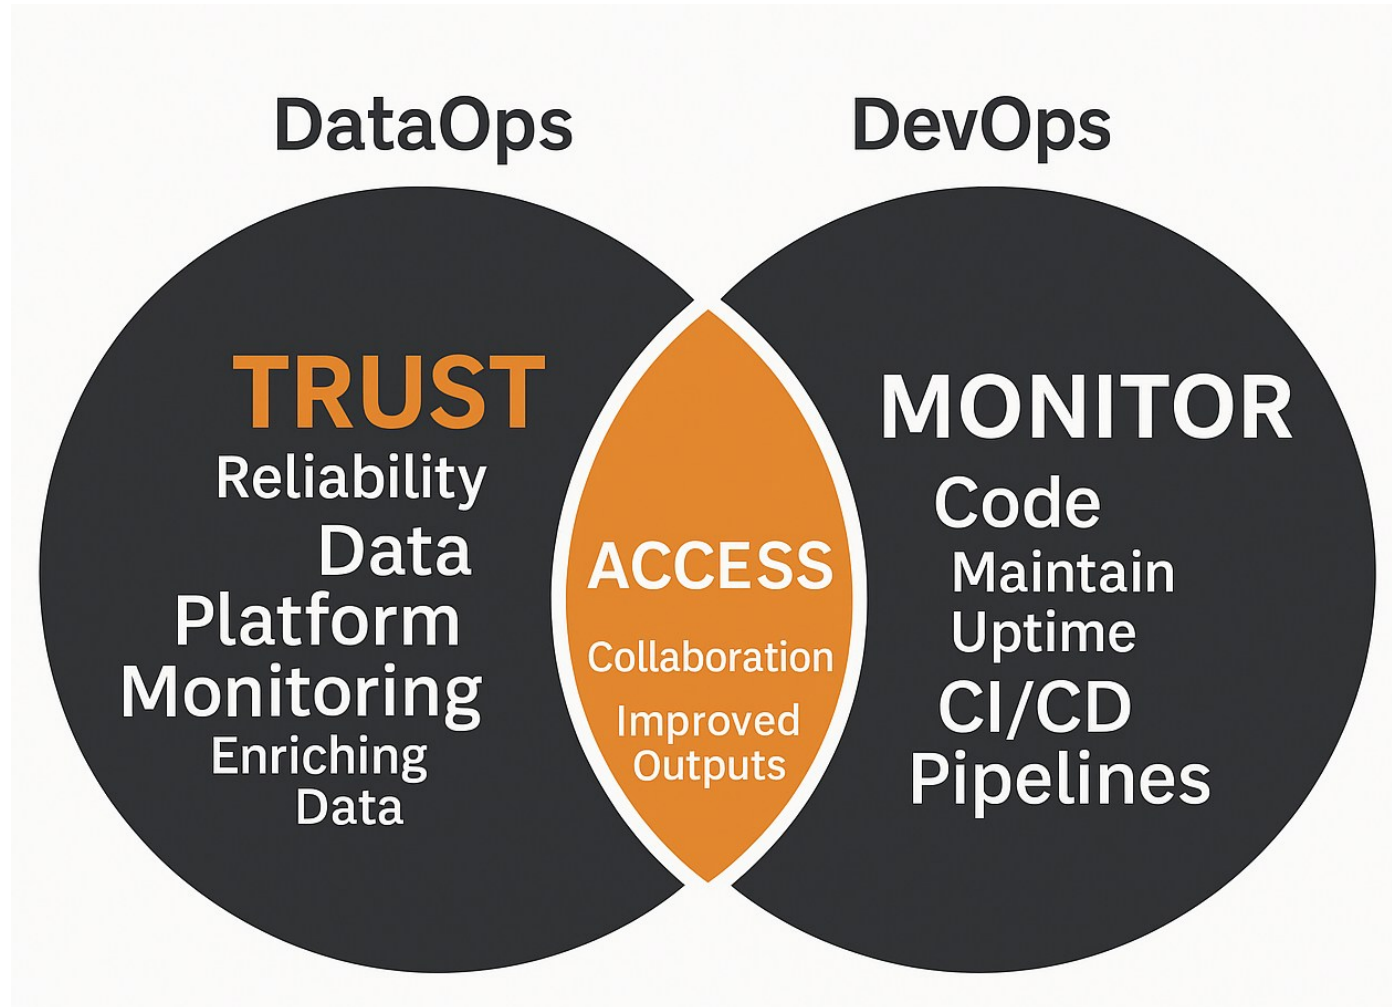 DataOps
DevOps
TRUST
Reliability
Data
Platform
Monitoring
Enriching
Data
ACCESS
Collaboration
Improved
Outputs
MONITOR
Code
Maintain
Uptime
CI/CD
Pipelines